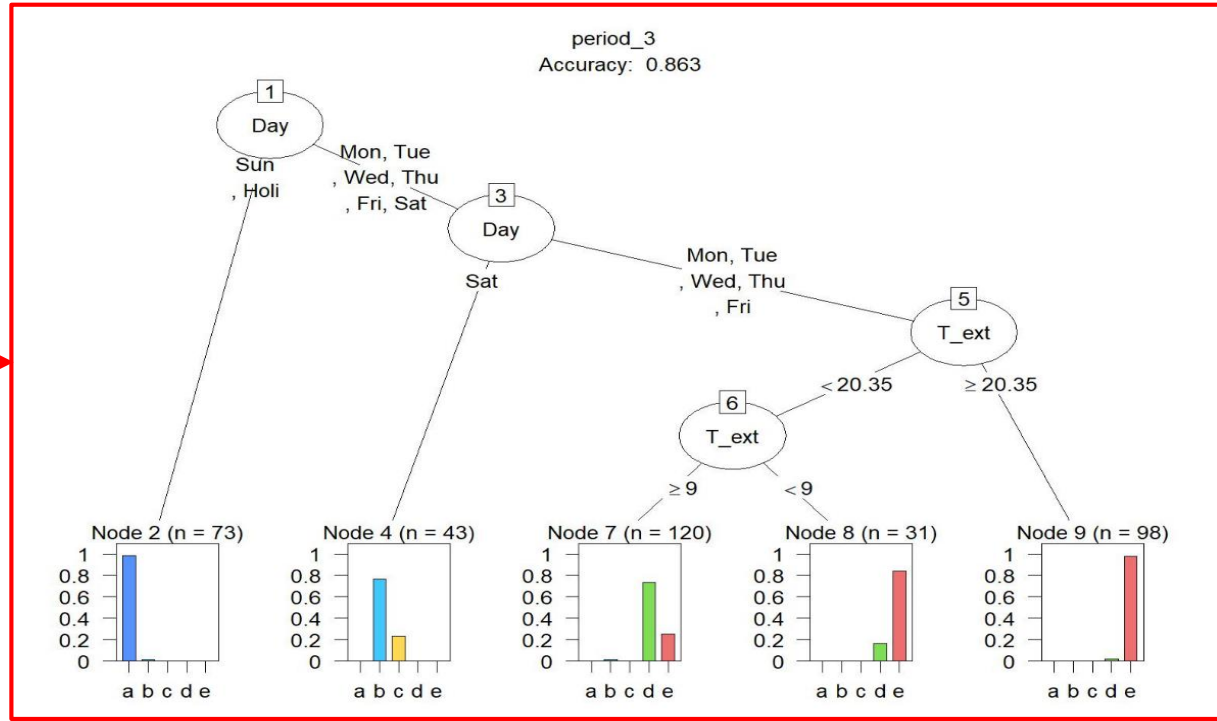 period_3
Accuracy: 0.863
1
Day
Sun
, Holi
Mon, Tue
, Wed, Thu
, Fri, Sat
3
Day
Sat
Mon, Tue
, Wed, Thu
, Fri
5
T_ext
< 20.35
≥ 20.35
6
T_ext
≥ 9
< 9
Node 2 (n = 73)
1
0.8
0.6
0.4
0.2
0
a b c d e
Node 4 (n = 43)
1
0.8
0.6
0.4
0.2
0
a b c d e
Node 7 (n = 120)
1
0.8
0.6
0.4
0.2
0
a b c d e
Node 8 (n = 31)
1
0.8
0.6
0.4
0.2
0
a b c d e
Node 9 (n = 98)
1
0.8
0.6
0.4
0.2
0
a b c d e